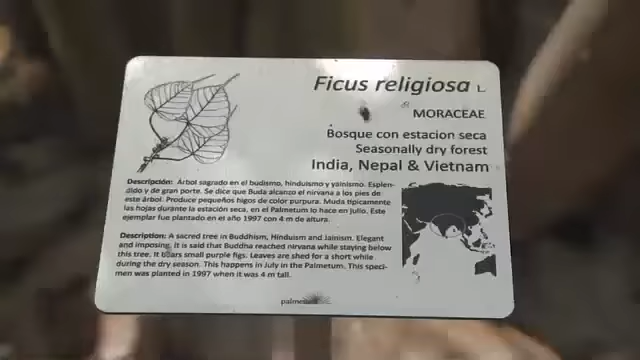 Ficus religiosa L.
MORACEAE
Bosque con estacion seca
Seasonally dry forest
India, Nepal & Vietnam
Descripción: Árbol sagrado en el budismo, hinduismo y yainismo. Esplen-
dido y de gran porte. Se dice que Buda alcanzo el nirvana a los pies de
este árbol. Produce pequeños higos de color purpura. Muda típicamente
las hojas durante la estación seca, en el Palmetum lo hace en julio. Este
ejemplar fue plantado en el año 1997 con 4 m de altura.
Description: A sacred tree in Buddhism, Hinduism and Jainism. Elegant
and imposing. It is said that Buddha reached nirvana while staying below
this tree. It bears small purple figs. Leaves are shed for a short while
during the dry season. This happens in July in the Palmetum. This speci-
men was planted in 1997 when it was 4 m tall.